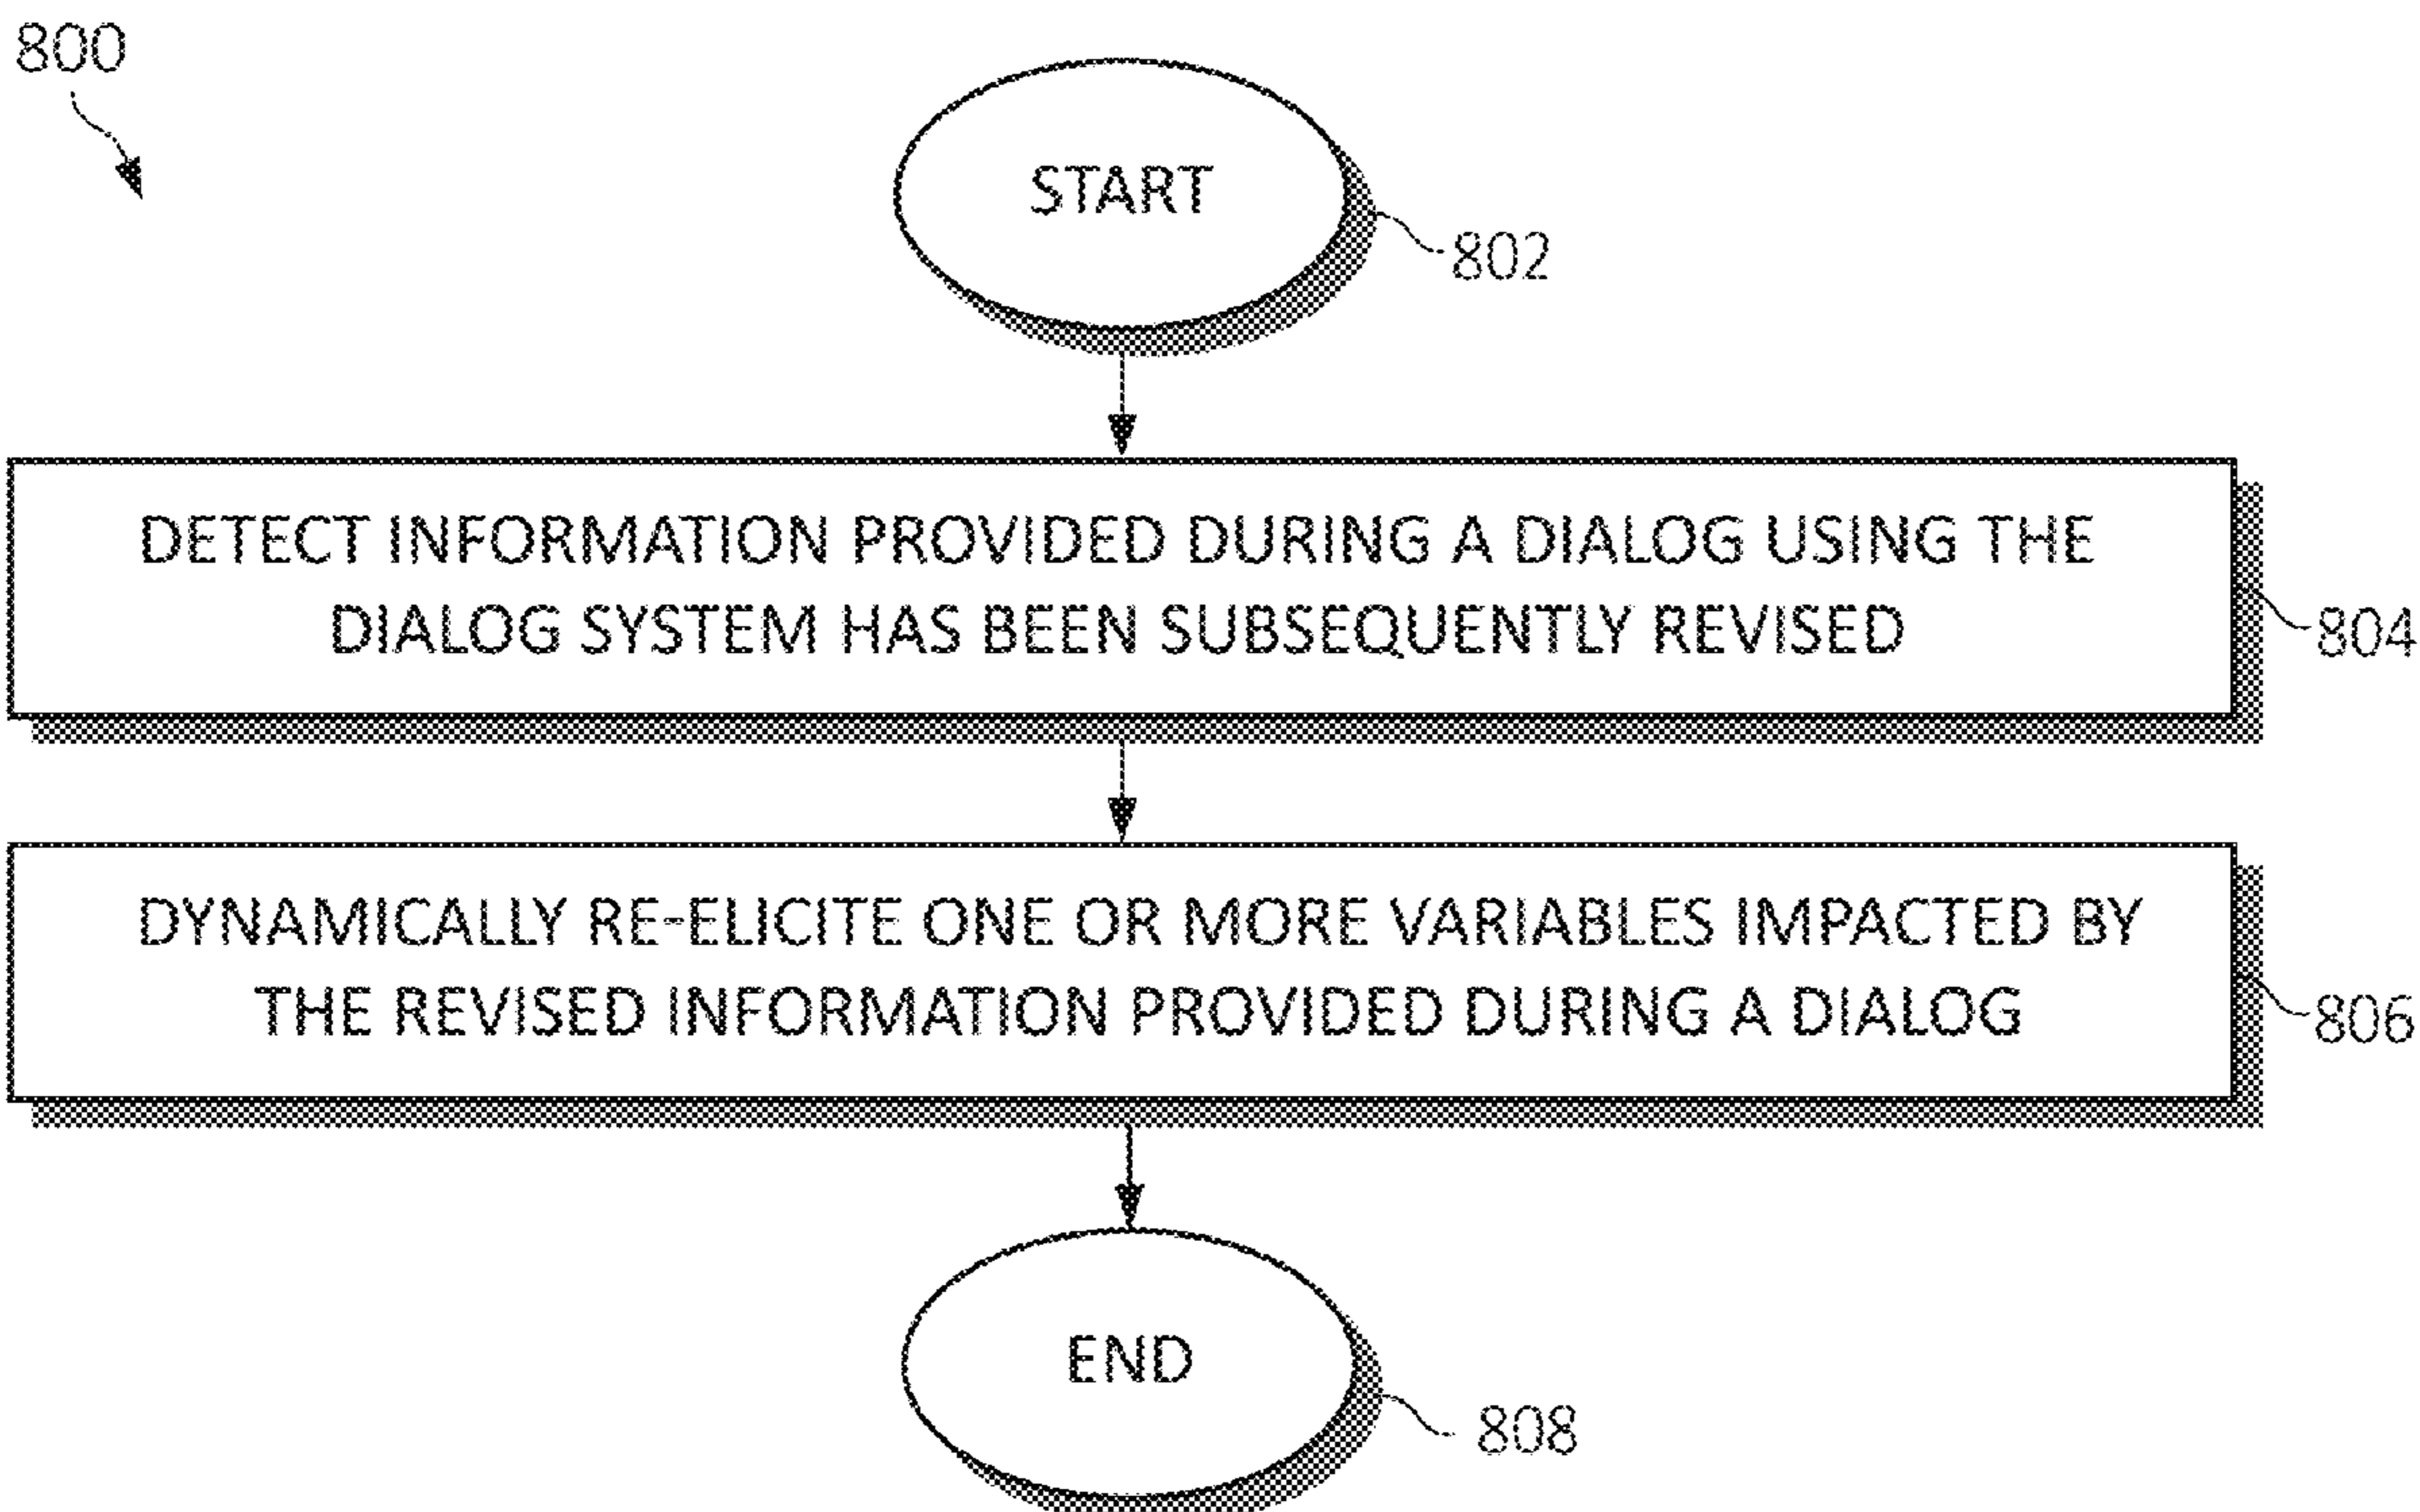 800
START
802
DETECT INFORMATION PROVIDED DURING A DIALOG USING THE
DIALOG SYSTEM HAS BEEN SUBSEQUENTLY REVISED
804
DYNAMICALLY RE-ELICITE ONE OR MORE VARIABLES IMPACTED BY
THE REVISED INFORMATION PROVIDED DURING A DIALOG
806
END
808